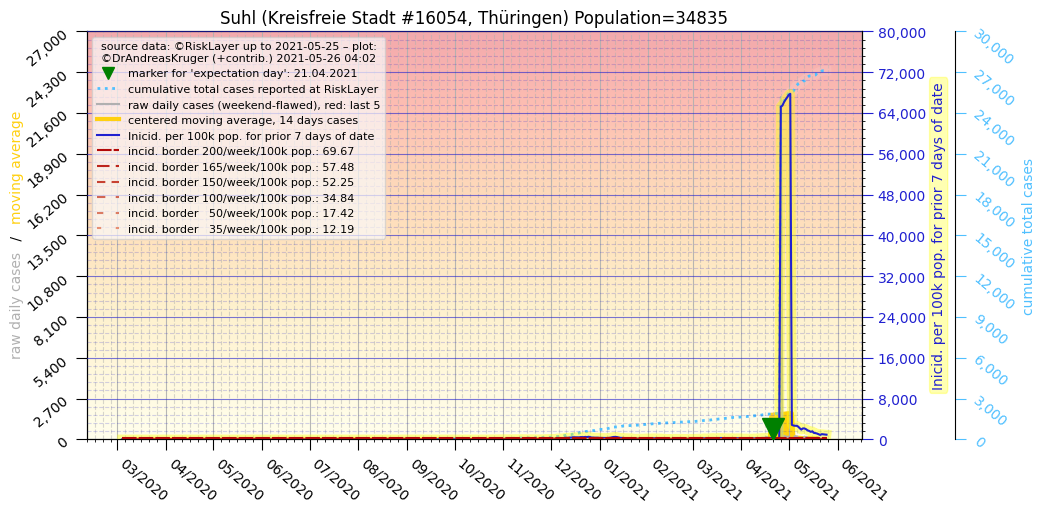 Suhl (Kreisfreie Stadt #16054, Thüringen) Population=34835
source data: ©RiskLayer up to 2021-05-25 – plot:
©DrAndreasKruger (+contrib.) 2021-05-26 04:02
marker for 'expectation day': 21.04.2021
cumulative total cases reported at RiskLayer
raw daily cases (weekend-flawed), red: last 5
centered moving average, 14 days cases
Inicid. per 100k pop. for prior 7 days of date
incid. border 200/week/100k pop.: 69.67
incid. border 165/week/100k pop.: 57.48
incid. border 150/week/100k pop.: 52.25
incid. border 100/week/100k pop.: 34.84
incid. border   50/week/100k pop.: 17.42
incid. border   35/week/100k pop.: 12.19
raw daily cases / moving average
27,000
24,300
21,600
18,900
16,200
13,500
10,800
8,100
5,400
2,700
0
80,000
72,000
64,000
56,000
48,000
40,000
32,000
24,000
16,000
8,000
0
Inicid. per 100k pop. for prior 7 days of date
30,000
27,000
24,000
21,000
18,000
15,000
12,000
9,000
6,000
3,000
0
cumulative total cases
03/2020
04/2020
05/2020
06/2020
07/2020
08/2020
09/2020
10/2020
11/2020
12/2020
01/2021
02/2021
03/2021
04/2021
05/2021
06/2021